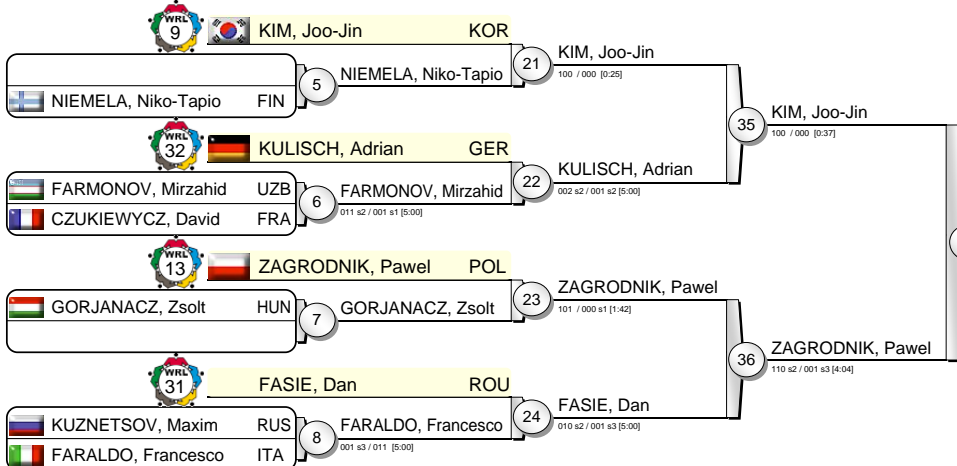 WRL
9
KIM, Joo-Jin KOR
21
KIM, Joo-Jin
100 / 000 [0:25]
5
NIEMELA, Niko-Tapio
NIEMELA, Niko-Tapio FIN
35
KIM, Joo-Jin
100 / 000 [0:37]
WRL
32
KULISCH, Adrian GER
22
KULISCH, Adrian
002 s2 / 001 s2 [5:00]
FARMONOV, Mirzahid UZB
6
FARMONOV, Mirzahid
011 s2 / 001 s1 [5:00]
CZUKIEWYCZ, David FRA
WRL
13
ZAGRODNIK, Pawel POL
23
ZAGRODNIK, Pawel
101 / 000 s1 [1:42]
GORJANACZ, Zsolt HUN
7
GORJANACZ, Zsolt
36
ZAGRODNIK, Pawel
110 s2 / 001 s3 [4:04]
WRL
31
FASIE, Dan ROU
24
FASIE, Dan
010 s2 / 001 s3 [5:00]
KUZNETSOV, Maxim RUS
8
FARALDO, Francesco
001 s3 / 011 [5:00]
FARALDO, Francesco ITA